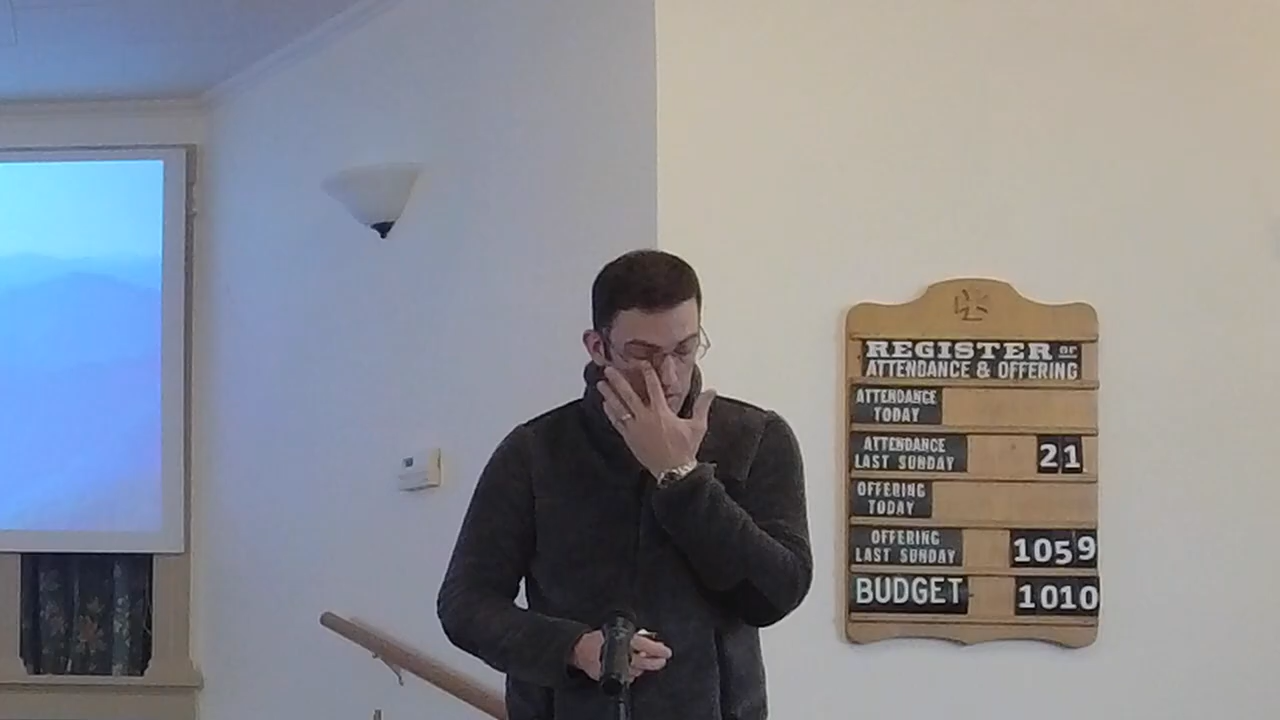 REGISTER OF
ATTENDANCE & OFFERING
ATTENDANCE
TODAY
ATTENDANCE
LAST SUNDAY
21
OFFERING
TODAY
OFFERING
LAST SUNDAY
1059
BUDGET 1010